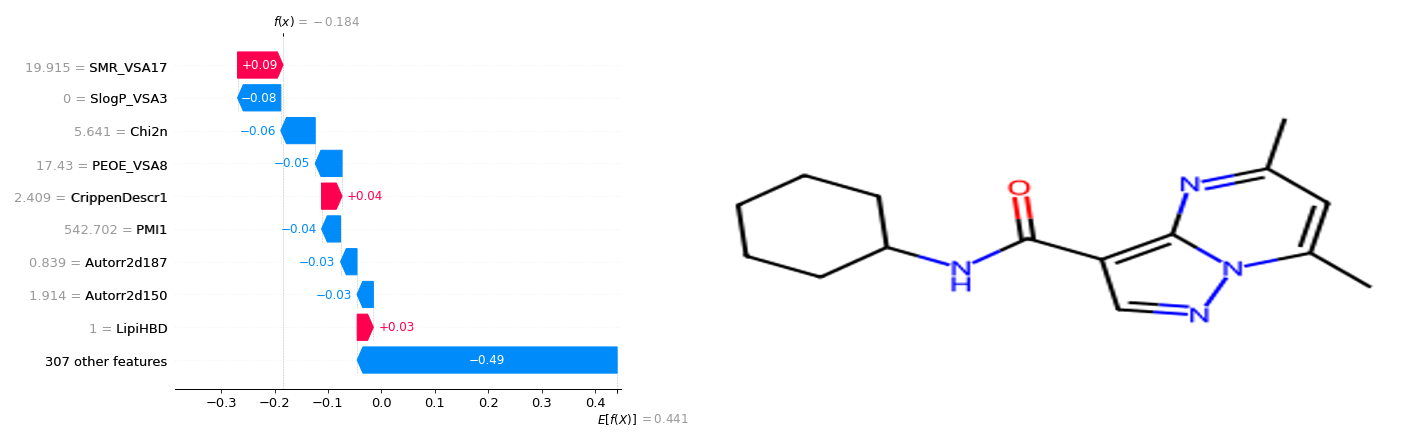 f(x) = −0.184
19.915 = SMR_VSA17
+0.09
0 = SlogP_VSA3
−0.08
5.641 = Chi2n
−0.06
17.43 = PEOE_VSA8
−0.05
2.409 = CrippenDescr1
+0.04
542.702 = PMI1
−0.04
0.839 = Autorr2d187
−0.03
1.914 = Autorr2d150
−0.03
1 = LipiHBD
+0.03
307 other features
−0.49
−0.3 −0.2 −0.1 0.0 0.1 0.2 0.3 0.4
E[f(X)] = 0.441
O
N
H
N
N
N